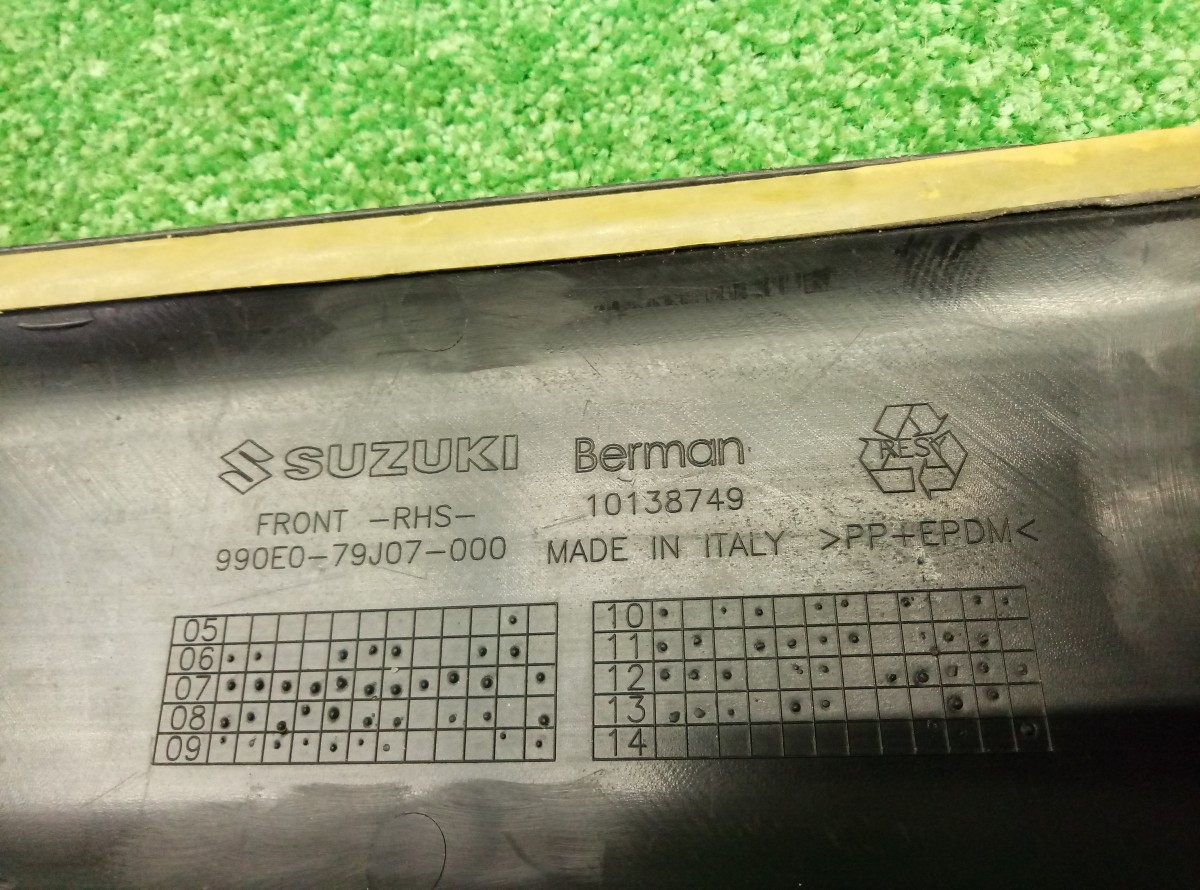 SUZUKI
FRONT -RHS-
990E0-79J07-000
Berman
10138749
MADE IN ITALY
RESY
>PP+EPDM<
05
06
07
08
09
10
11
12
13
14